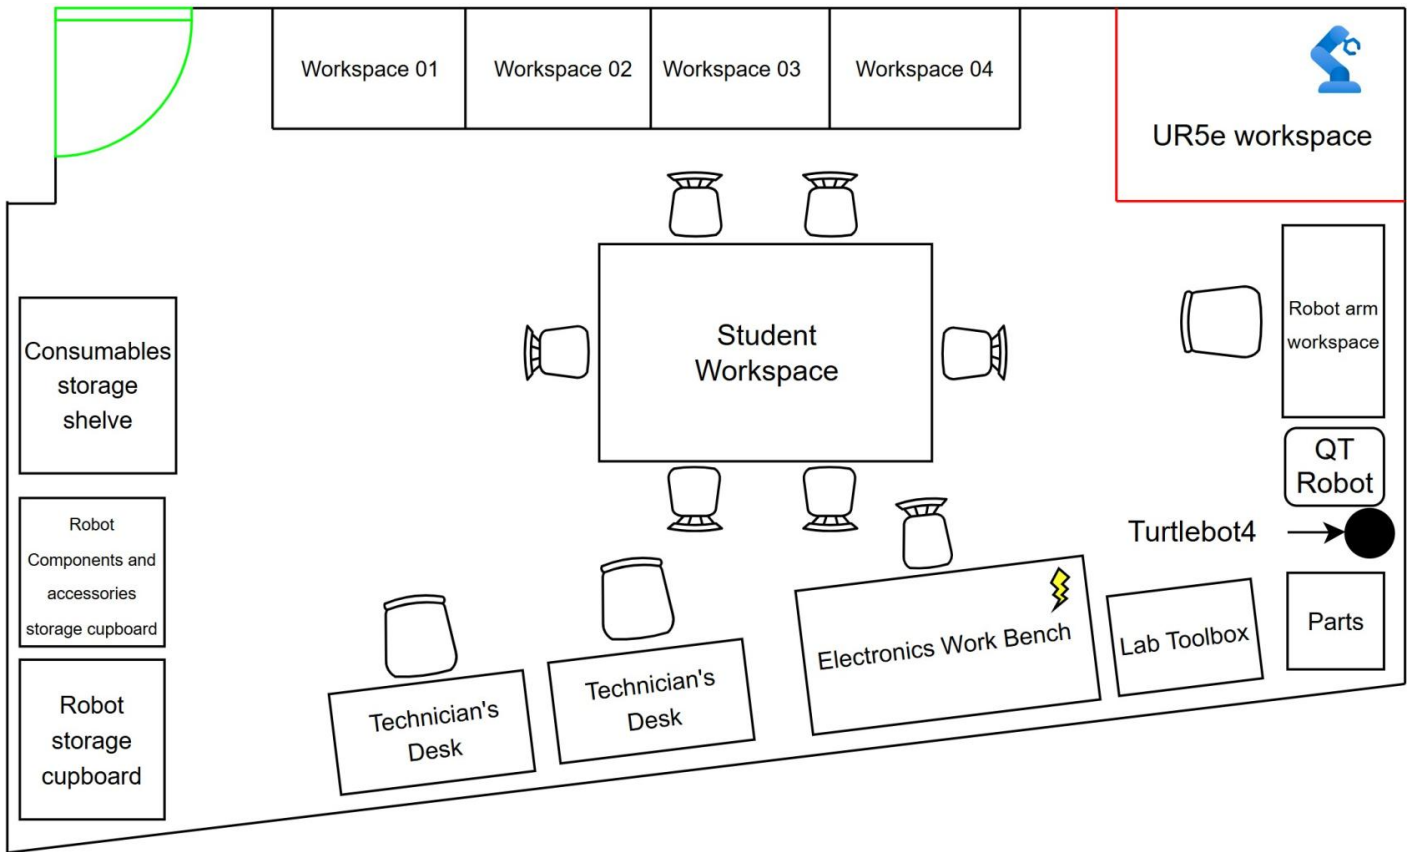 Workspace 01
Workspace 02
Workspace 03
Workspace 04
UR5e workspace
Student
Workspace
Robot arm
workspace
Consumables
storage
shelve
QT
Robot
Turtlebot4
Robot
Components and
accessories
storage cupboard
Parts
Electronics Work Bench
Lab Toolbox
Technician's
Desk
Technician's
Desk
Robot
storage
cupboard